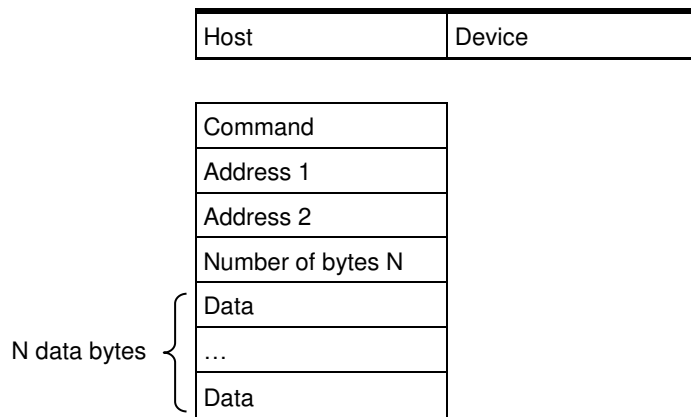 Host Device
Command
Address 1
Address 2
Number of bytes N
Data
N data bytes …
Data